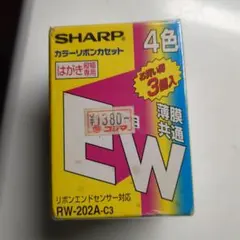 SHARP
4色
カラーリボンカセット
はがき
専用
お買い得
3個入
¥1380-
コジマ
EW
薄膜
共通
リボンエンドセンサー対応
RW-202A-C3